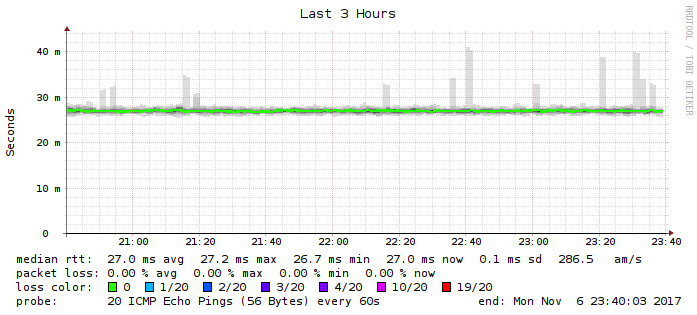 Last 3 Hours
RRDTOOL / TOBI OETIKER
Seconds
40 m
30 m
20 m
10 m
0
21:00 21:20 21:40 22:00 22:20 22:40 23:00 23:20 23:40
median rtt: 27.0 ms avg 27.2 ms max 26.7 ms min 27.0 ms now 0.1 ms sd 286.5 am/s
packet loss: 0.00 % avg 0.00 % max 0.00 % min 0.00 % now
loss color: 0 1/20 2/20 3/20 4/20 10/20 19/20
probe: 20 ICMP Echo Pings (56 Bytes) every 60s end: Mon Nov 6 23:40:03 2017